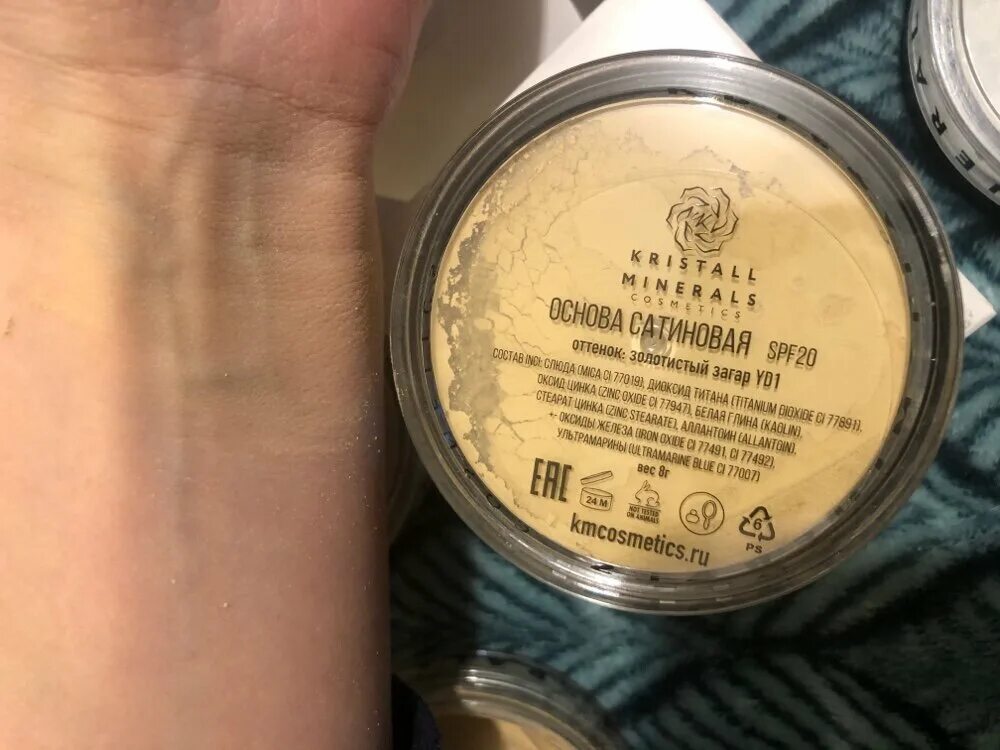 KRISTALL
MINERALS
COSMETICS
ОСНОВА САТИНОВАЯ SPF20
оттенок: золотистый загар YD1
СОСТАВ INCI: СЛЮДА (MICA CI 77019), ДИОКСИД ТИТАНА (TITANIUM DIOXIDE CI 77891),
ОКСИД ЦИНКА (ZINC OXIDE CI 77947), БЕЛАЯ ГЛИНА (KAOLIN),
СТЕАРАТ ЦИНКА (ZINC STEARATE), АЛЛАНТОИН (ALLANTOIN),
+- ОКСИДЫ ЖЕЛЕЗА (IRON OXIDE CI 77491, CI 77492),
УЛЬТРАМАРИНЫ (ULTRAMARINE BLUE CI 77007)
вес 8г
EAC
24 M
NOT TESTED
ON ANIMALS
6
PS
kmcosmetics.ru